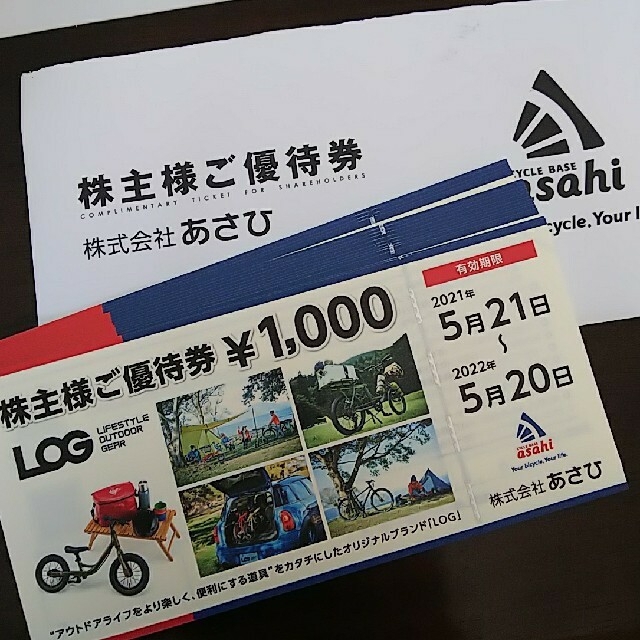 株主様ご優待券
COMPLIMENTARY TICKET FOR SHAREHOLDERS
株式会社あさひ
CYCLE BASE
asahi
株主様ご優待券 ¥1,000
LOG LIFESTYLE
OUTDOOR
GEAR
有効期限
2021年
5月21日
〜
2022年
5月20日
CYCLE BASE
asahi
Your bicycle. Your life.
株式会社あさひ
“アウトドアライフをより楽しく、便利にする道具”をカタチにしたオリジナルブランド「LOG」